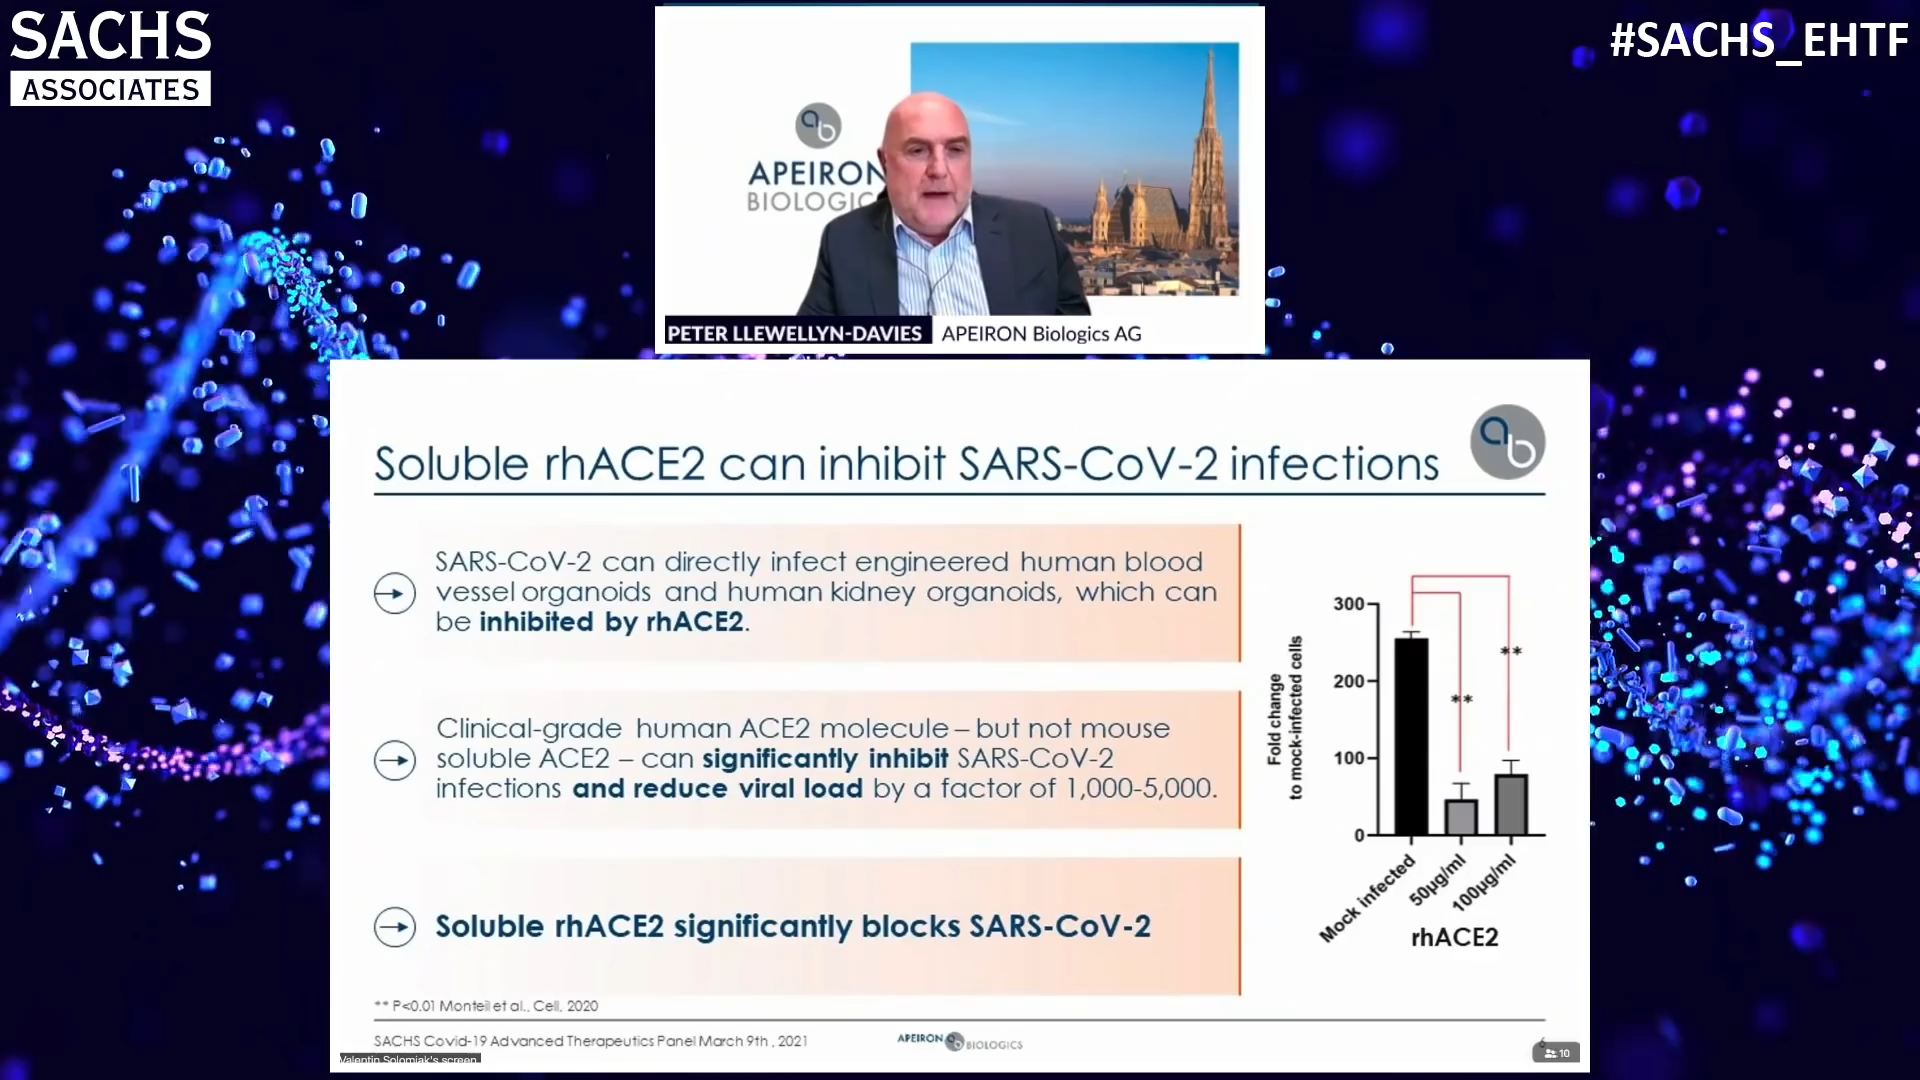 SACHS
ASSOCIATES
#SACHS_EHTF
ab
APEIRON
BIOLOGIC
PETER LLEWELLYN-DAVIES APEIRON Biologics AG
ab
Soluble rhACE2 can inhibit SARS-CoV-2 infections
SARS-CoV-2 can directly infect engineered human blood
vessel organoids and human kidney organoids, which can
be inhibited by rhACE2.
Clinical-grade human ACE2 molecule – but not mouse
soluble ACE2 – can significantly inhibit SARS-CoV-2
infections and reduce viral load by a factor of 1,000-5,000.
Soluble rhACE2 significantly blocks SARS-CoV-2
Fold change
to mock-infected cells
300
200
100
0
**
**
Mock infected
50µg/ml
100µg/ml
rhACE2
** P<0.01 Monteil et al., Cell, 2020
SACHS Covid-19 Advanced Therapeutics Panel March 9th, 2021
APEIRON ab BIOLOGICS
Valentin Solomiak's screen
10